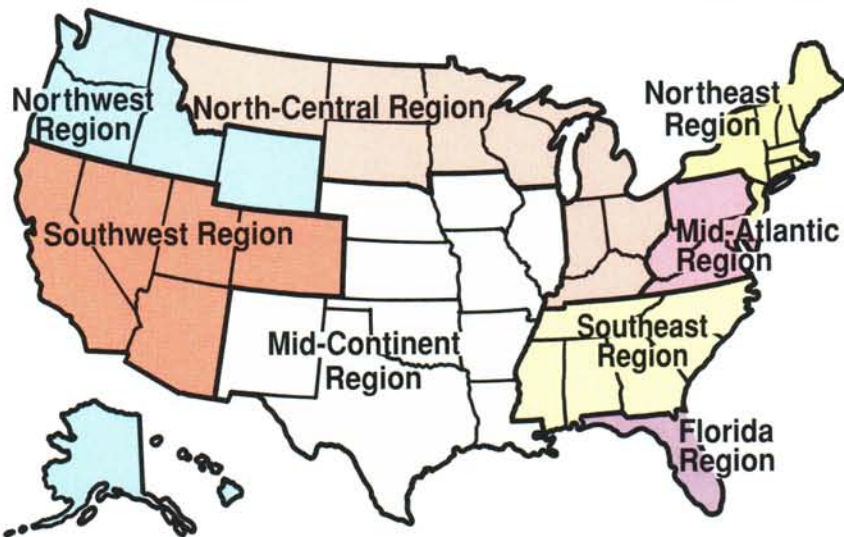 Northwest
Region
North-Central Region
Northeast
Region
Southwest Region
Mid-Atlantic
Region
Mid-Continent
Region
Southeast
Region
Florida
Region